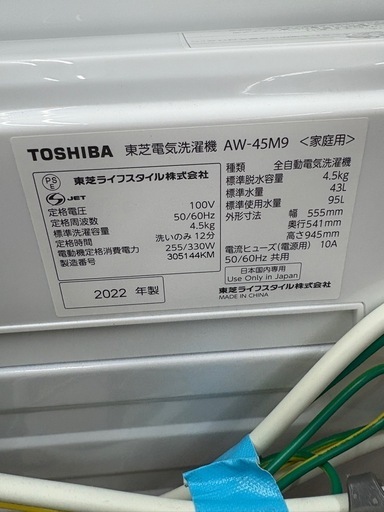 TOSHIBA 東芝電気洗濯機 AW-45M9 <家庭用>
PS
E
JET
東芝ライフスタイル株式会社
定格電圧 100V
定格周波数 50/60Hz
標準洗濯容量 4.5kg
洗いのみ 12分
電動機定格消費電力 255/330W
製造番号 305144KM
2022 年製
種類 全自動電気洗濯機
標準脱水容量 4.5kg
標準水量 43L
標準使用水量 95L
外形寸法 幅 555mm
奥行541mm
高さ945mm
電流ヒューズ(電源用) 10A
50/60Hz 共用
日本国内専用
Use Only in Japan
東芝ライフスタイル株式会社
MADE IN CHINA